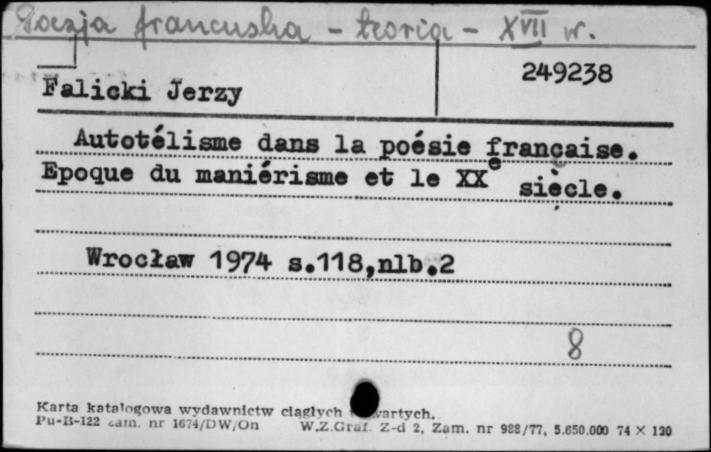 Poezja francuska - teoria - XVII w.
249238
Falicki Jerzy
Autotélisme dans la poésie française.
Epoque du maniérisme et le XXe siècle.
Wrocław 1974 s.118,nlb.2
8
Karta katalogowa wydawnictw ciągłych wartych.
Pu-B-122 zam. nr 1674/DW/On W.Z.Graf. Z-d 2, Zam. nr 988/77, 5.650.000 74 × 120